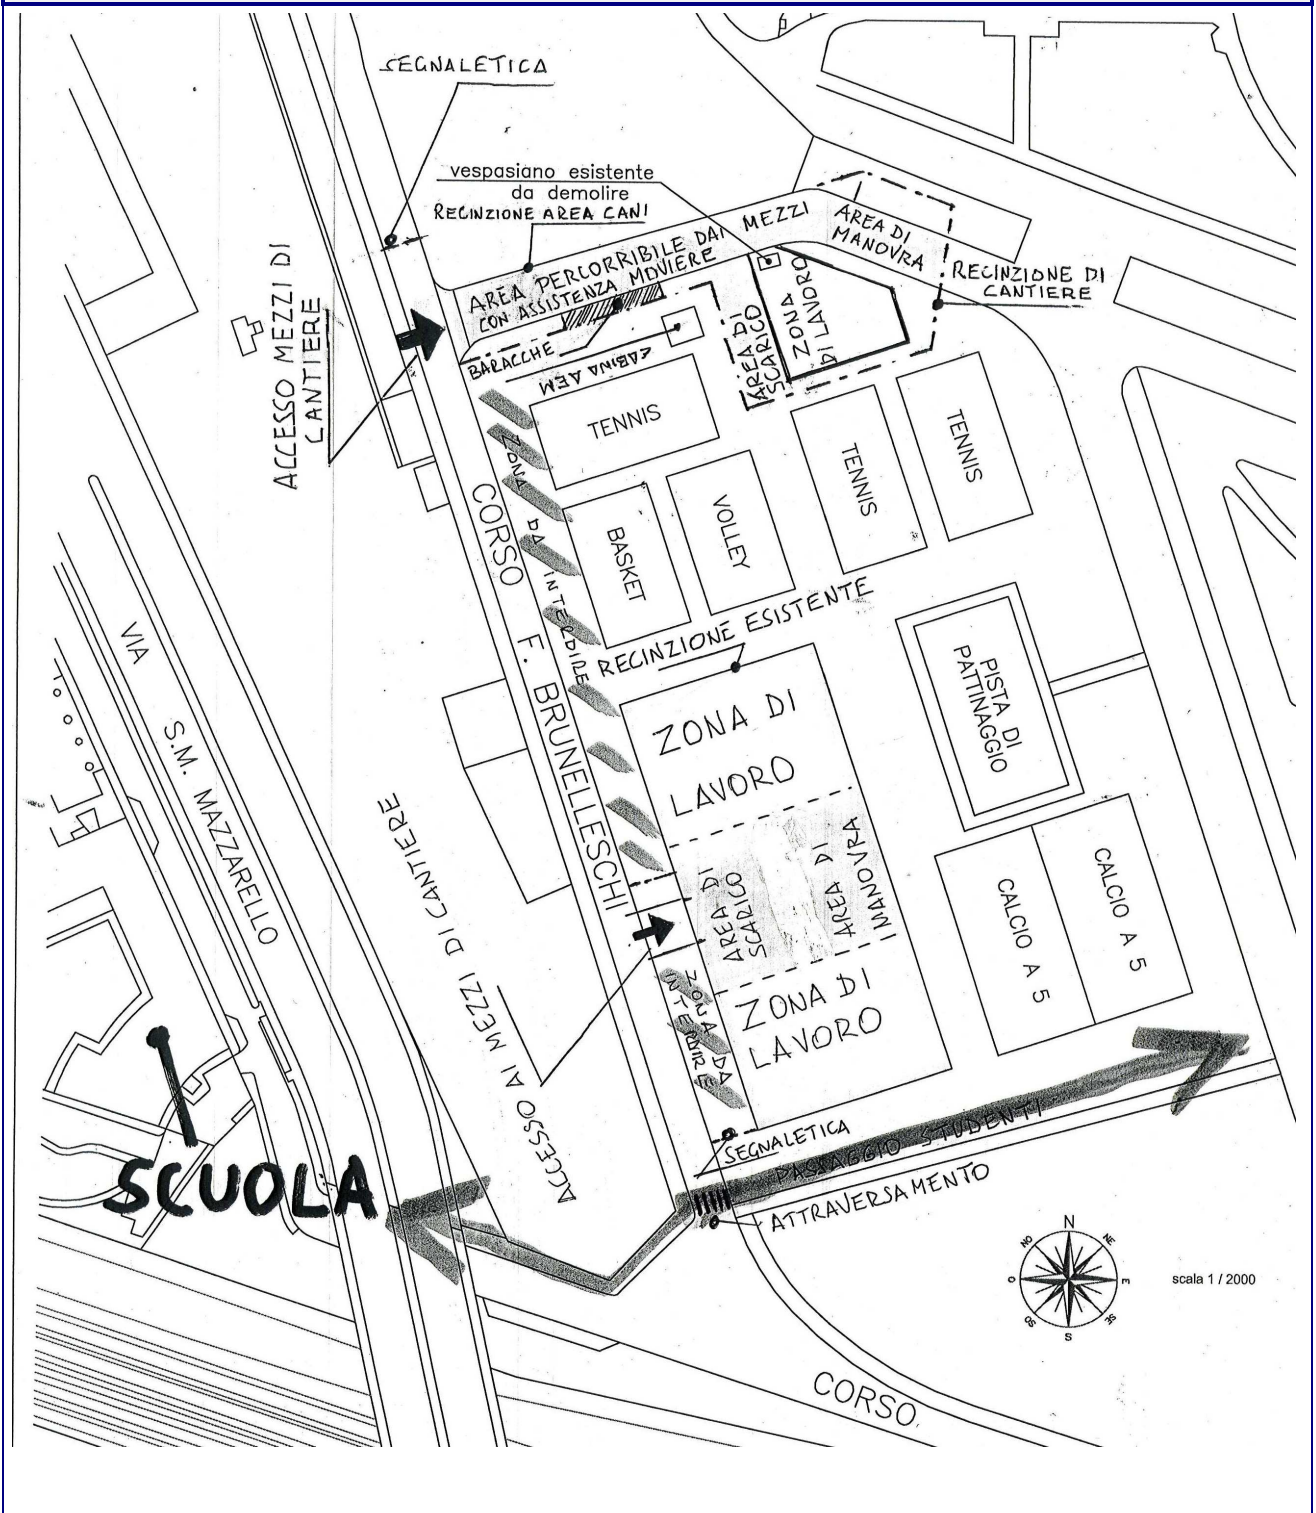 SEGNALETICA
vespasiano esistente
da demolire
RECINZIONE AREA CANI
AREA PERCORRIBILE DAI MEZZI
CON ASSISTENZA MOVIERE
AREA DI
MANOVRA
RECINZIONE DI
CANTIERE
ACCESSO MEZZI DI
CANTIERE
BARACCHE
CABINA AEM
AREA DI
SCARICO
ZONA
DI LAVORO
TENNIS
TENNIS
TENNIS
BASKET
VOLLEY
ZONA DA INTERDIRE
CORSO F. BRUNELLESCHI
RECINZIONE ESISTENTE
PISTA DI
PATTINAGGIO
VIA S.M. MAZZARELLO
ZONA DI
LAVORO
AREA DI
SCARICO
AREA DI
MANOVRA
CALCIO A 5
CALCIO A 5
ACCESSO AI MEZZI DI CANTIERE
ZONA DI
LAVORO
ZONA DA
INTERDIRE
SEGNALETICA
PASSAGGIO STUDENTI
ATTRAVERSAMENTO
SCUOLA
N
NE
E
SE
S
SO
O
NO
scala 1 / 2000
CORSO